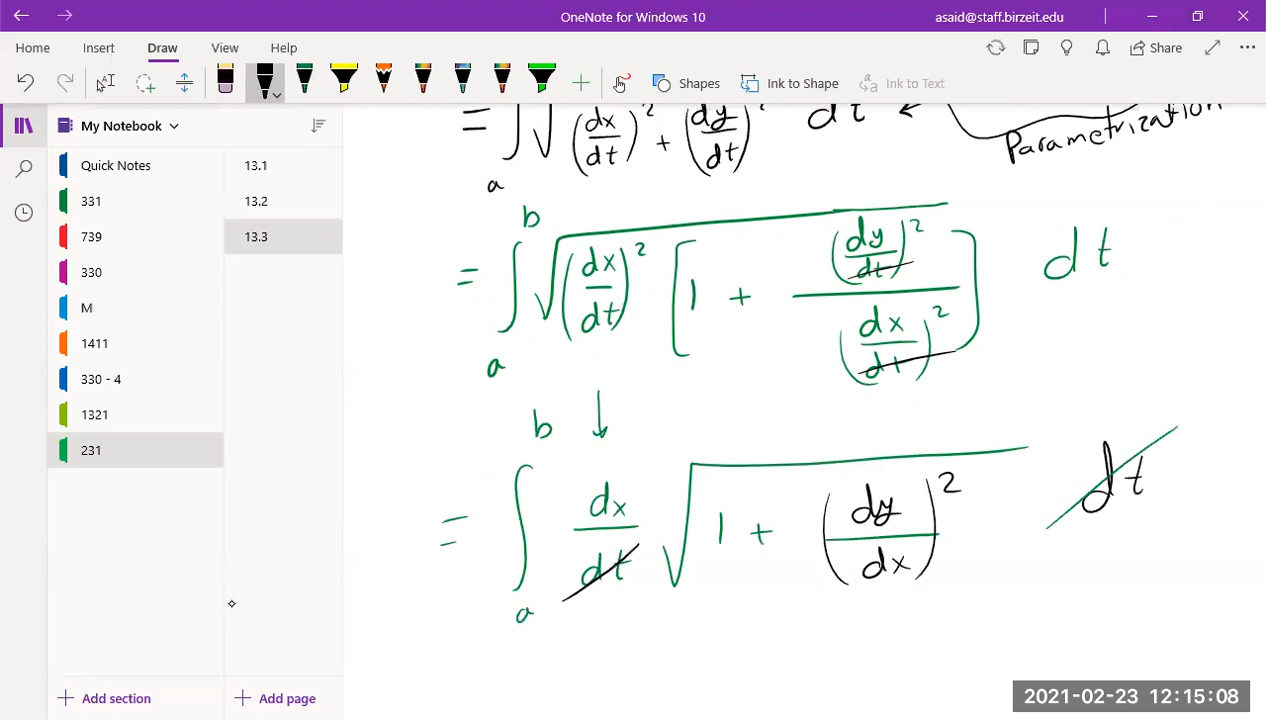 OneNote for Windows 10
asaid@staff.birzeit.edu
Home Insert Draw View Help
Share
Shapes
Ink to Shape
Ink to Text
My Notebook
Quick Notes
331
739
330
M
1411
330 - 4
1321
231
13.1
13.2
13.3
Add section
Add page
= ∫ₐ √((dx/dt)² + (dy/dt)²) dt ←
Parametrization
= ∫ₐᵇ √((dx/dt)² [1 + (dy/dt)² / (dx/dt)²]) dt
↓
= ∫ₐᵇ dx/dt √(1 + (dy/dx)²) dt
2021-02-23 12:15:08